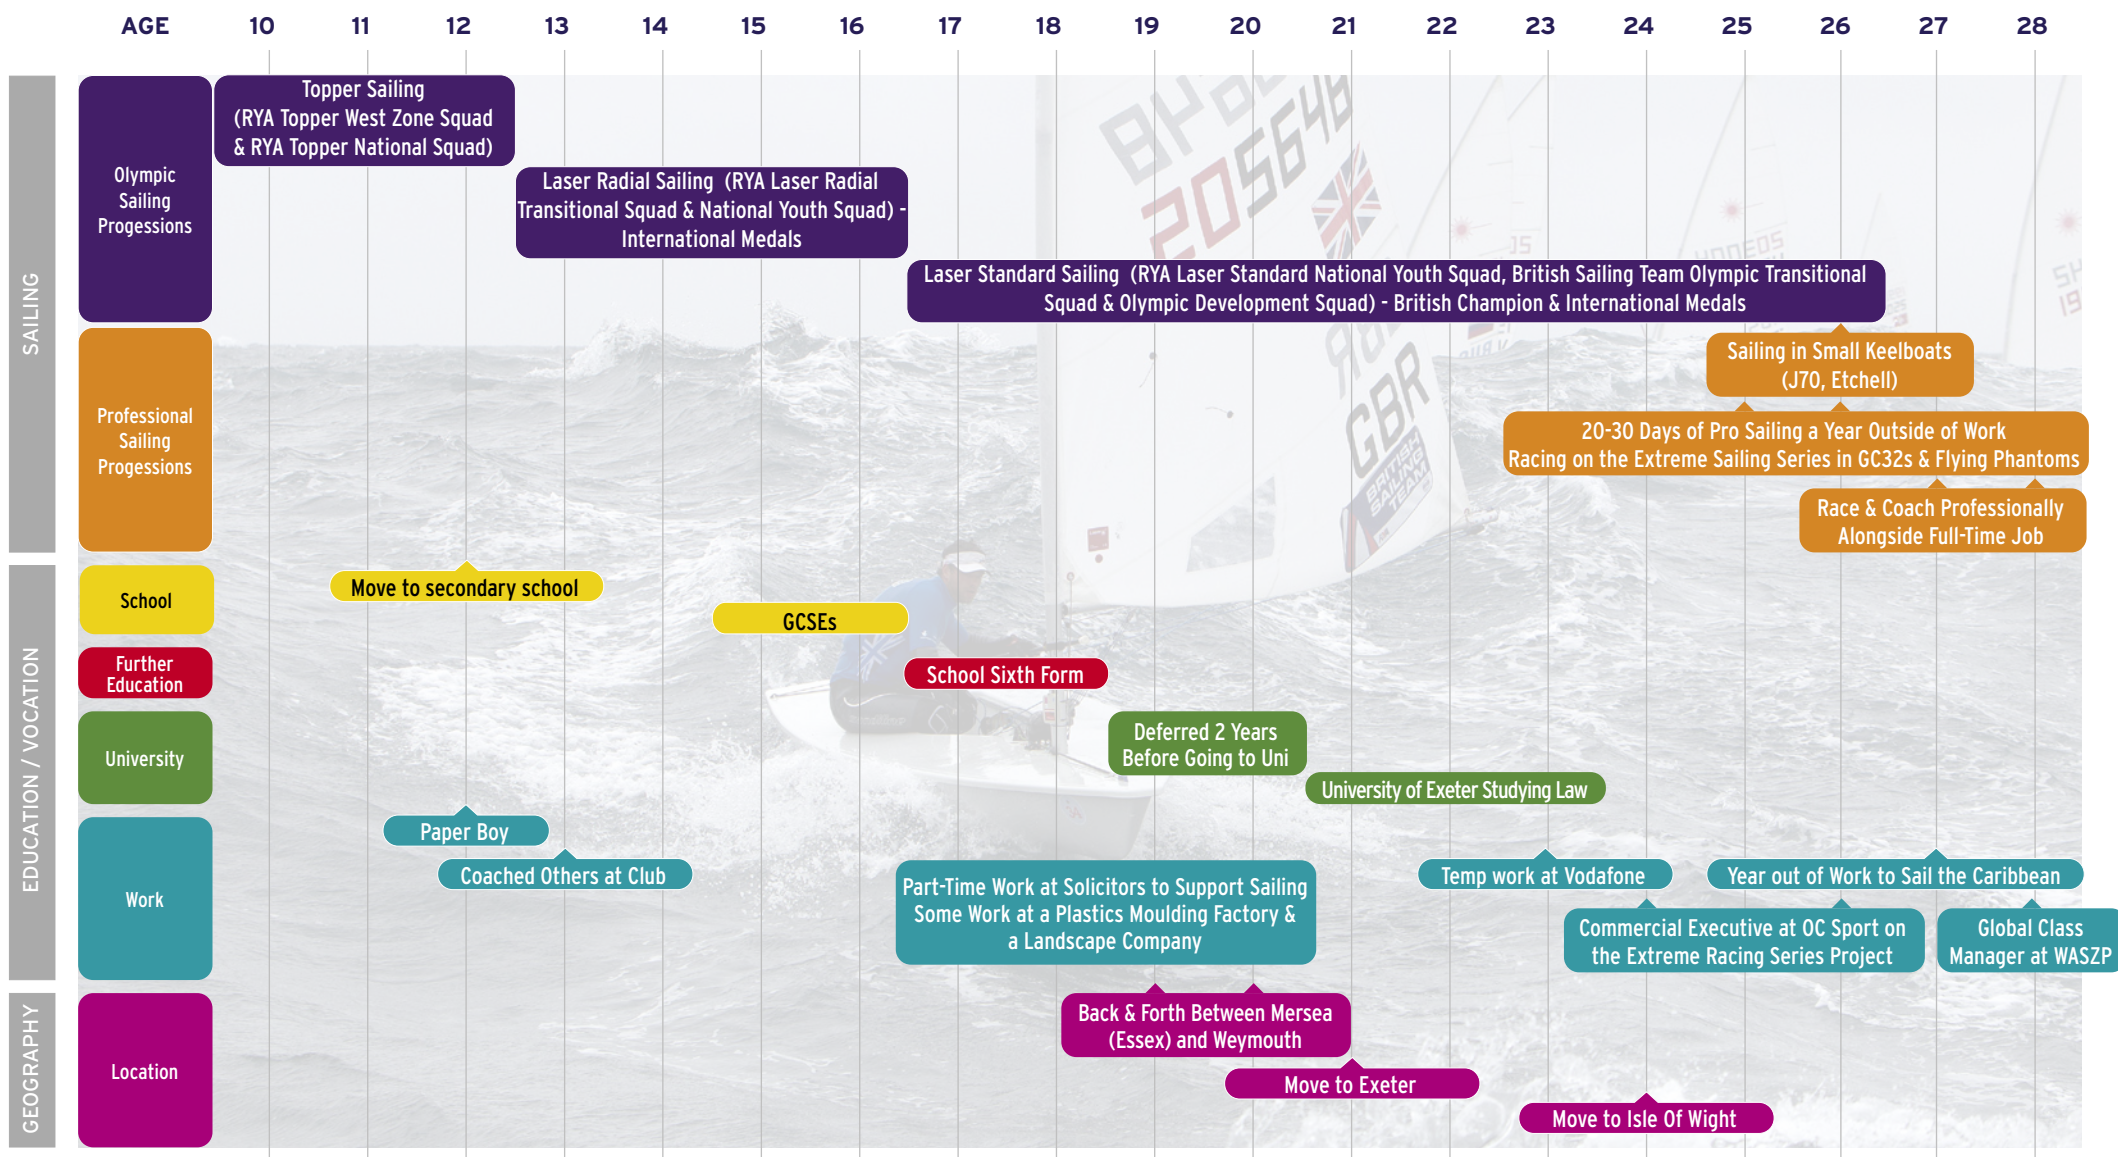 AGE 10 11 12 13 14 15 16 17 18 19 20 21 22 23 24 25 26 27 28
SAILING
Olympic
Sailing
Progessions
Topper Sailing
(RYA Topper West Zone Squad
& RYA Topper National Squad)
Laser Radial Sailing (RYA Laser Radial
Transitional Squad & National Youth Squad) -
International Medals
Laser Standard Sailing (RYA Laser Standard National Youth Squad, British Sailing Team Olympic Transitional
Squad & Olympic Development Squad) - British Champion & International Medals
205648
GBR
BRITISH
SAILING
TEAM
Professional
Sailing
Progessions
Sailing in Small Keelboats
(J70, Etchell)
20-30 Days of Pro Sailing a Year Outside of Work
Racing on the Extreme Sailing Series in GC32s & Flying Phantoms
Race & Coach Professionally
Alongside Full-Time Job
EDUCATION / VOCATION
School
Move to secondary school
GCSEs
Further
Education
School Sixth Form
University
Deferred 2 Years
Before Going to Uni
University of Exeter Studying Law
Work
Paper Boy
Coached Others at Club
Part-Time Work at Solicitors to Support Sailing
Some Work at a Plastics Moulding Factory &
a Landscape Company
Temp work at Vodafone
Year out of Work to Sail the Caribbean
Commercial Executive at OC Sport on
the Extreme Racing Series Project
Global Class
Manager at WASZP
GEOGRAPHY
Location
Back & Forth Between Mersea
(Essex) and Weymouth
Move to Exeter
Move to Isle Of Wight